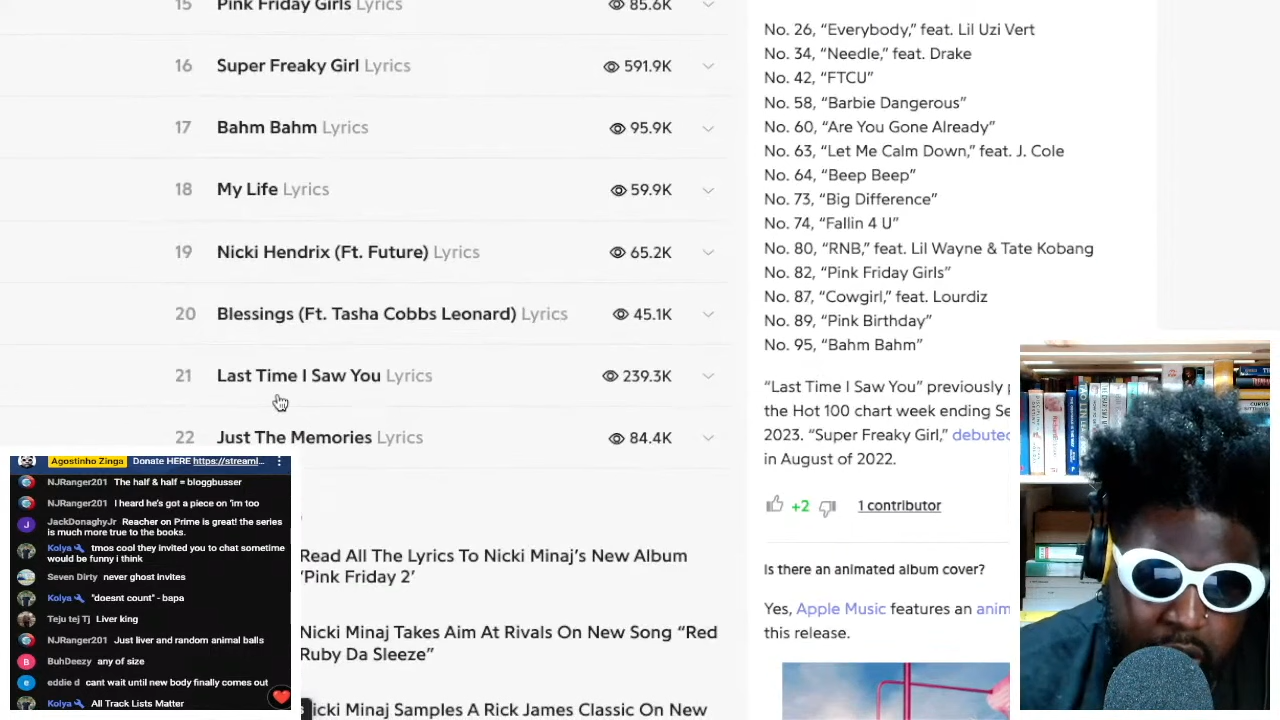 15 Pink Friday Girls Lyrics 85.6K
16 Super Freaky Girl Lyrics 591.9K
17 Bahm Bahm Lyrics 95.9K
18 My Life Lyrics 59.9K
19 Nicki Hendrix (Ft. Future) Lyrics 65.2K
20 Blessings (Ft. Tasha Cobbs Leonard) Lyrics 45.1K
21 Last Time I Saw You Lyrics 239.3K
22 Just The Memories Lyrics 84.4K
Read All The Lyrics To Nicki Minaj’s New Album
‘Pink Friday 2’
Nicki Minaj Takes Aim At Rivals On New Song “Red
Ruby Da Sleeze”
Nicki Minaj Samples A Rick James Classic On New
No. 26, “Everybody,” feat. Lil Uzi Vert
No. 34, “Needle,” feat. Drake
No. 42, “FTCU”
No. 58, “Barbie Dangerous”
No. 60, “Are You Gone Already”
No. 63, “Let Me Calm Down,” feat. J. Cole
No. 64, “Beep Beep”
No. 73, “Big Difference”
No. 74, “Fallin 4 U”
No. 80, “RNB,” feat. Lil Wayne & Tate Kobang
No. 82, “Pink Friday Girls”
No. 87, “Cowgirl,” feat. Lourdiz
No. 89, “Pink Birthday”
No. 95, “Bahm Bahm”
“Last Time I Saw You” previously p
the Hot 100 chart week ending Se
2023. “Super Freaky Girl,” debuted
in August of 2022.
+2 1 contributor
Is there an animated album cover?
Yes, Apple Music features an anim
this release.
Agostinho Zinga Donate HERE https://streaml...
NJRanger201 The half & half = bloggbusser
NJRanger201 I heard he's got a piece on 'im too
JackDonaghyJr Reacher on Prime is great! the series
is much more true to the books.
Kolya tmos cool they invited you to chat sometime
would be funny i think
Seven Dirty never ghost invites
Kolya "doesnt count" - bapa
Teju tej Tj Liver king
NJRanger201 Just liver and random animal balls
BuhDeezy any of size
eddie d cant wait until new body finally comes out
Kolya All Track Lists Matter